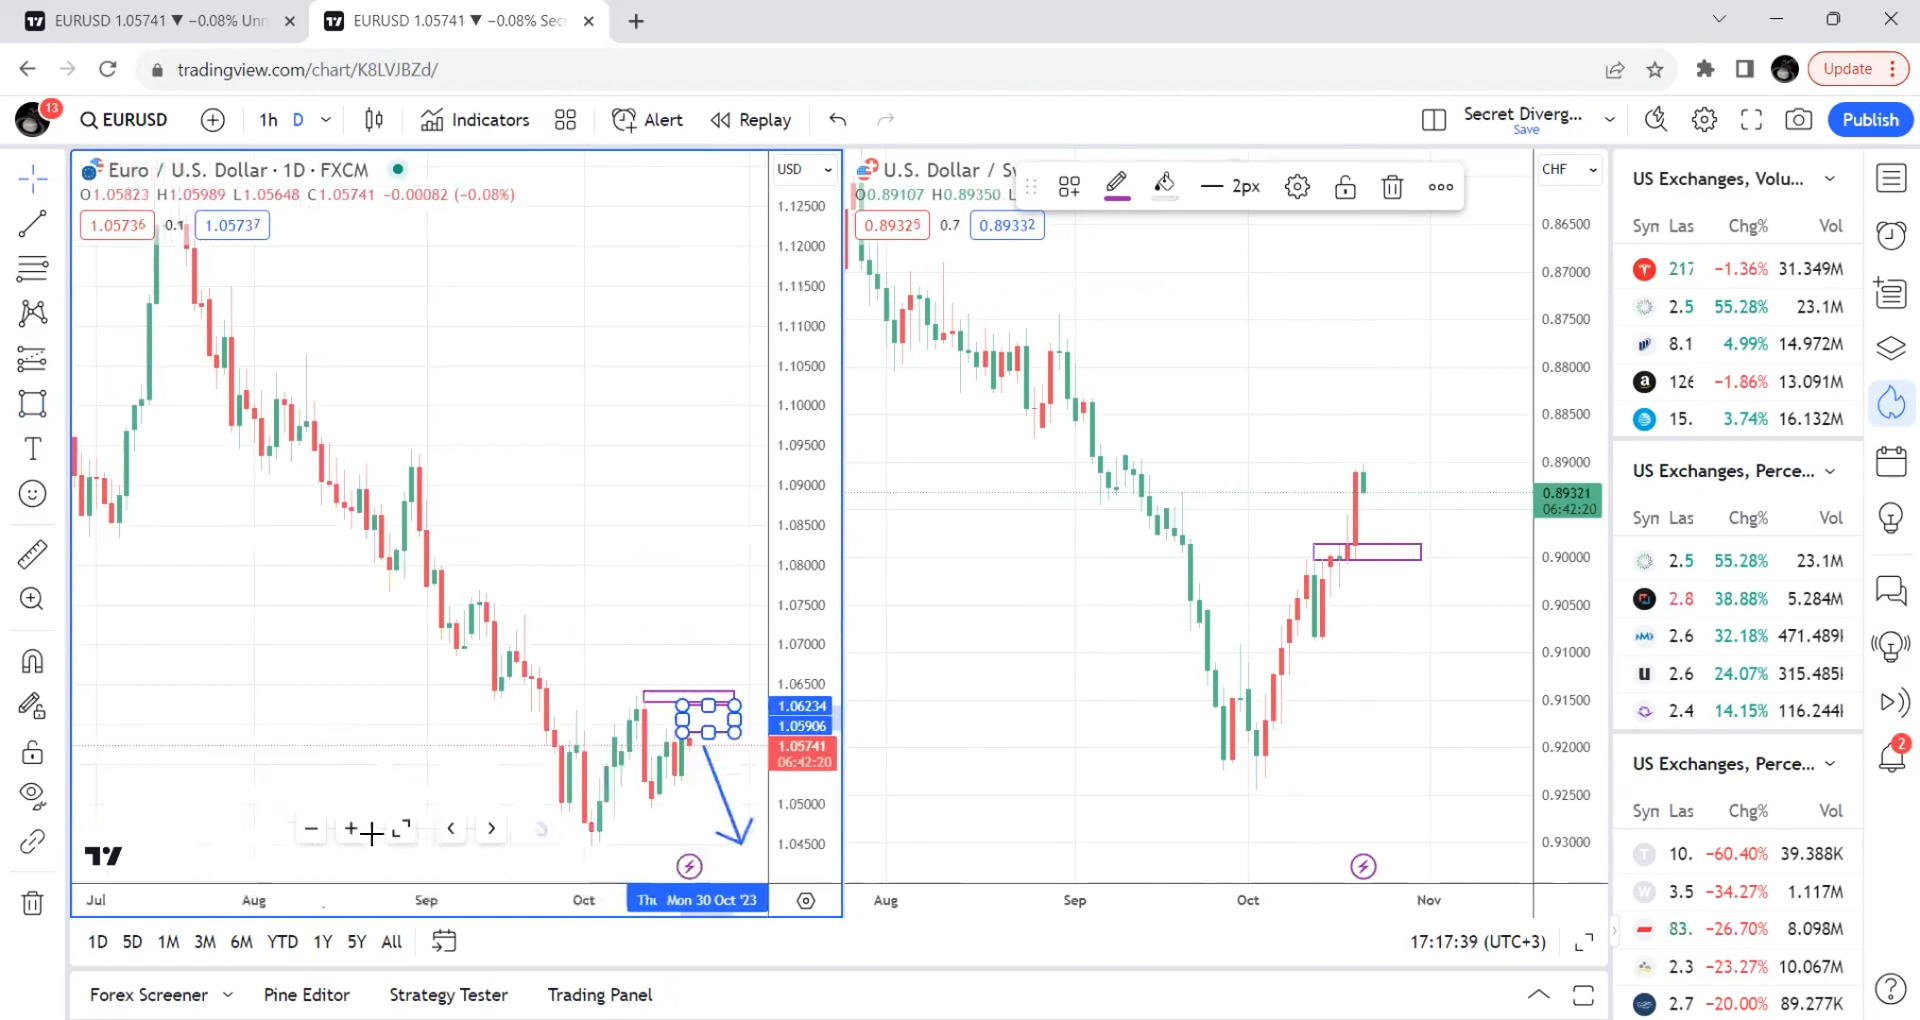 EURUSD 1.05741 ▼ −0.08% Unn
EURUSD 1.05741 ▼ −0.08% Sec
tradingview.com/chart/K8LVJBZd/
Update
13
EURUSD
1h D
Indicators
Alert
Replay
Secret Diverg...
Save
Publish
Euro / U.S. Dollar · 1D · FXCM
O1.05823 H1.05989 L1.05648 C1.05741 −0.00082 (−0.08%)
1.05736 0.1 1.05737
USD
1.12500
1.12000
1.11500
1.11000
1.10500
1.10000
1.09500
1.09000
1.08500
1.08000
1.07500
1.07000
1.06500
1.06234
1.05906
1.05741
06:42:20
1.05000
1.04500
Jul Aug Sep Oct Thu Mon 30 Oct '23
U.S. Dollar / Sw
O0.89107 H0.89350 L
0.89325 0.7 0.89332
2px
CHF
0.86500
0.87000
0.87500
0.88000
0.88500
0.89000
0.89321
06:42:20
0.90000
0.90500
0.91000
0.91500
0.92000
0.92500
0.93000
Aug Sep Oct Nov
1D 5D 1M 3M 6M YTD 1Y 5Y All
17:17:39 (UTC+3)
Forex Screener Pine Editor Strategy Tester Trading Panel
US Exchanges, Volu...
Sym Las Chg% Vol
217 −1.36% 31.349M
2.5 55.28% 23.1M
8.1 4.99% 14.972M
126 −1.86% 13.091M
15. 3.74% 16.132M
US Exchanges, Perce...
Sym Las Chg% Vol
2.5 55.28% 23.1M
2.8 38.88% 5.284M
2.6 32.18% 471.489K
2.6 24.07% 315.485K
2.4 14.15% 116.244K
US Exchanges, Perce...
Sym Las Chg% Vol
10. −60.40% 39.388K
3.5 −34.27% 1.117M
83. −26.70% 8.098M
2.3 −23.27% 10.067M
2.7 −20.00% 89.277K
2